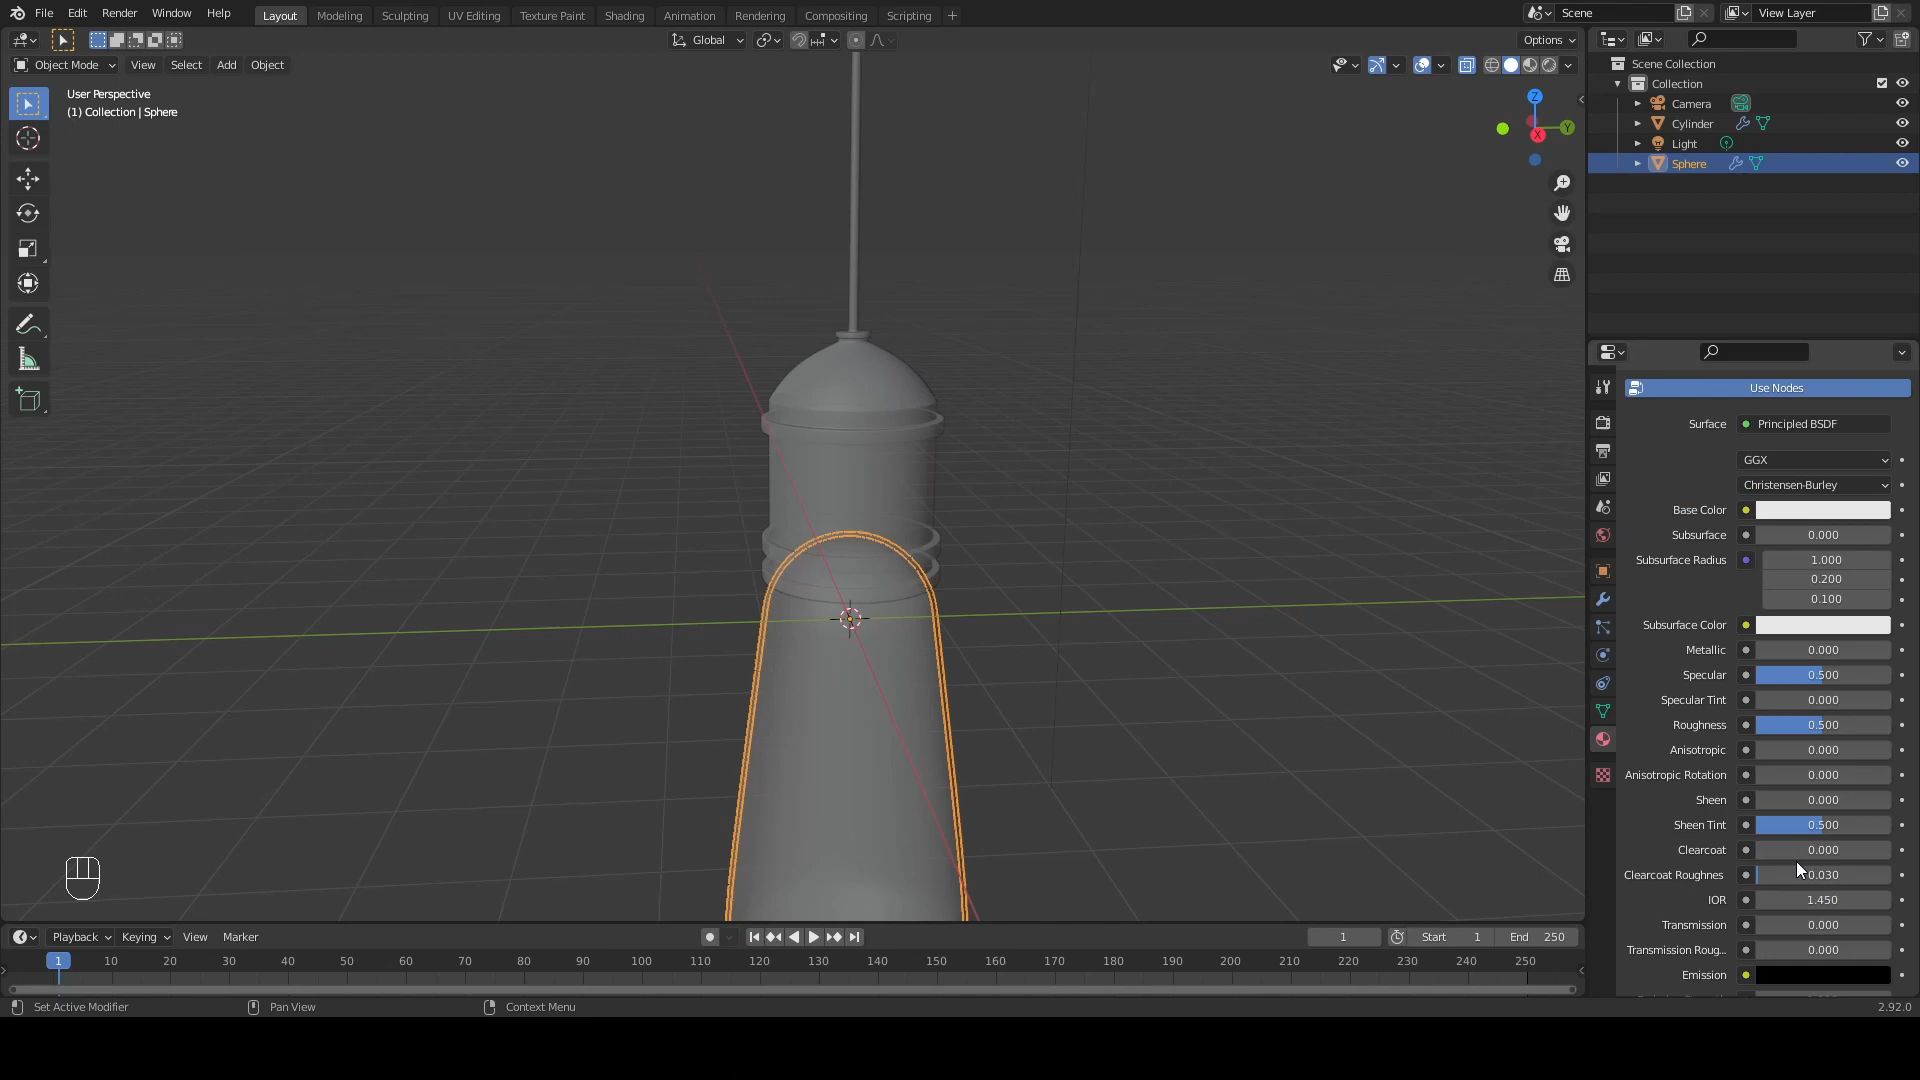 File Edit Render Window Help
Layout Modeling Sculpting UV Editing Texture Paint Shading Animation Rendering Compositing Scripting
Scene View Layer
Global Options
Object Mode View Select Add Object
User Perspective
(1) Collection | Sphere
Z
Y
X
Scene Collection
Collection
Camera
Cylinder
Light
Sphere
Use Nodes
Surface Principled BSDF
GGX
Christensen-Burley
Base Color
Subsurface 0.000
Subsurface Radius 1.000
0.200
0.100
Subsurface Color
Metallic 0.000
Specular 0.500
Specular Tint 0.000
Roughness 0.500
Anisotropic 0.000
Anisotropic Rotation 0.000
Sheen 0.000
Sheen Tint 0.500
Clearcoat 0.000
Clearcoat Roughnes 0.030
IOR 1.450
Transmission 0.000
Transmission Roug... 0.000
Emission
Playback Keying View Marker 1 Start 1 End 250
1 10 20 30 40 50 60 70 80 90 100 110 120 130 140 150 160 170 180 190 200 210 220 230 240 250
Set Active Modifier Pan View Context Menu 2.92.0